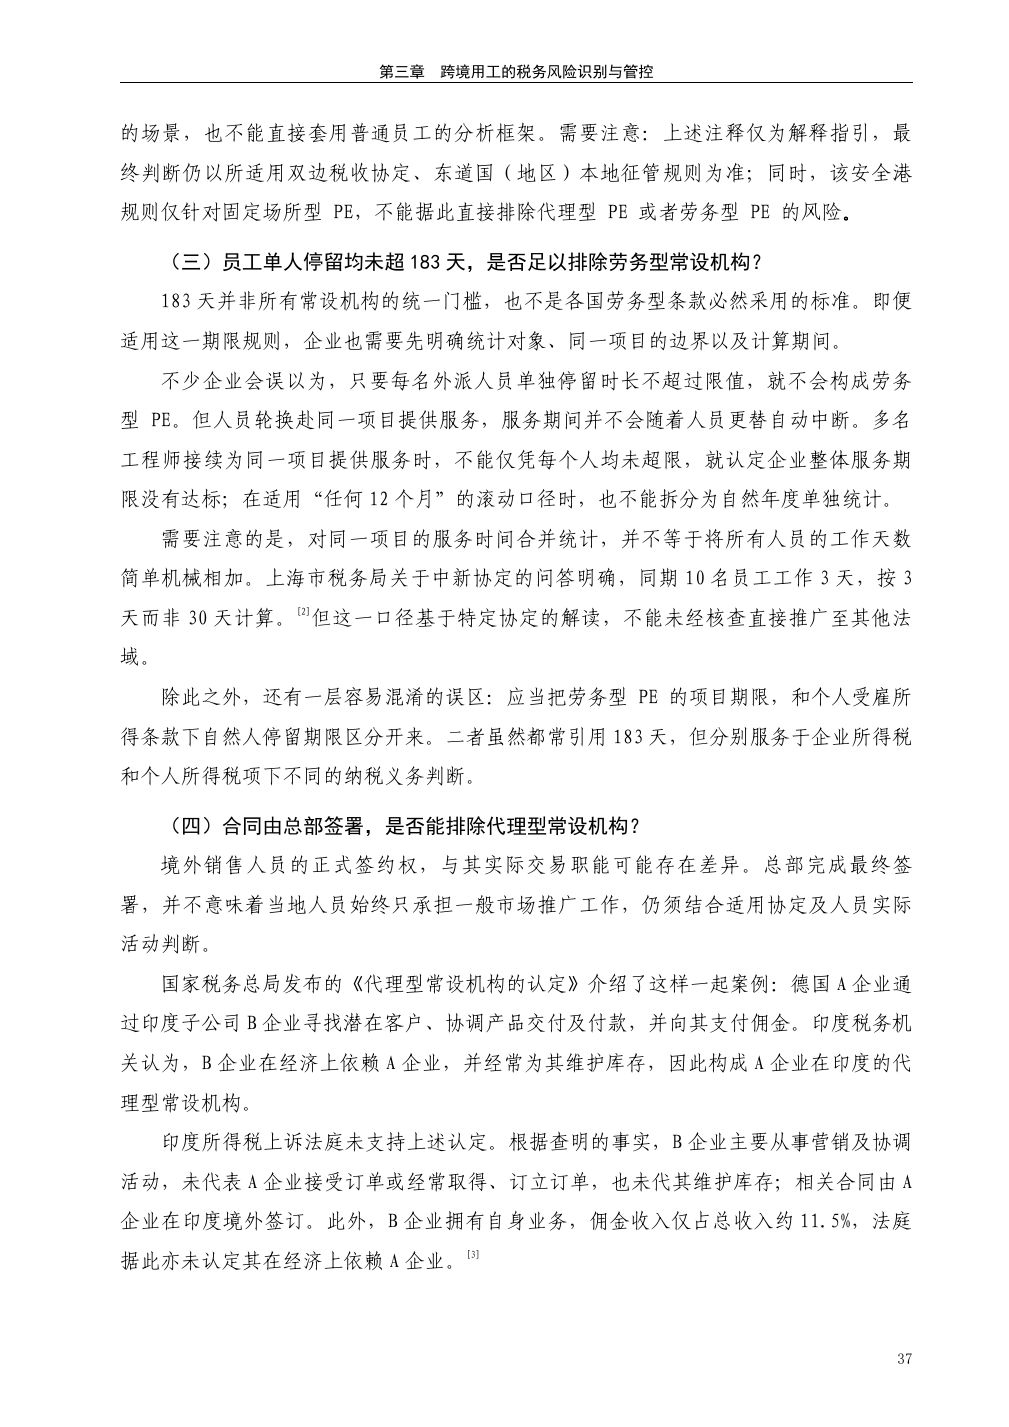 第三章　跨境用工的税务风险识别与管控
的场景，也不能直接套用普通员工的分析框架。需要注意：上述注释仅为解释指引，最
终判断仍以所适用双边税收协定、东道国（地区）本地征管规则为准；同时，该安全港
规则仅针对固定场所型 PE，不能据此直接排除代理型 PE 或者劳务型 PE 的风险。
（三）员工单人停留均未超 183 天，是否足以排除劳务型常设机构？
183 天并非所有常设机构的统一门槛，也不是各国劳务型条款必然采用的标准。即便
适用这一期限规则，企业也需要先明确统计对象、同一项目的边界以及计算期间。
不少企业会误以为，只要每名外派人员单独停留时长不超过限值，就不会构成劳务
型 PE。但人员轮换赴同一项目提供服务，服务期间并不会随着人员更替自动中断。多名
工程师接续为同一项目提供服务时，不能仅凭每个人均未超限，就认定企业整体服务期
限没有达标；在适用“任何 12 个月”的滚动口径时，也不能拆分为自然年度单独统计。
需要注意的是，对同一项目的服务时间合并统计，并不等于将所有人员的工作天数
简单机械相加。上海市税务局关于中新协定的问答明确，同期 10 名员工工作 3 天，按 3
天而非 30 天计算。[2]但这一口径基于特定协定的解读，不能未经核查直接推广至其他法
域。
除此之外，还有一层容易混淆的误区：应当把劳务型 PE 的项目期限，和个人受雇所
得条款下自然人停留期限区分开来。二者虽然都常引用 183 天，但分别服务于企业所得税
和个人所得税项下不同的纳税义务判断。
（四）合同由总部签署，是否能排除代理型常设机构？
境外销售人员的正式签约权，与其实际交易职能可能存在差异。总部完成最终签
署，并不意味着当地人员始终只承担一般市场推广工作，仍须结合适用协定及人员实际
活动判断。
国家税务总局发布的《代理型常设机构的认定》介绍了这样一起案例：德国 A 企业通
过印度子公司 B 企业寻找潜在客户、协调产品交付及付款，并向其支付佣金。印度税务机
关认为，B 企业在经济上依赖 A 企业，并经常为其维护库存，因此构成 A 企业在印度的代
理型常设机构。
印度所得税上诉法庭未支持上述认定。根据查明的事实，B 企业主要从事营销及协调
活动，未代表 A 企业接受订单或经常取得、订立订单，也未代其维护库存；相关合同由 A
企业在印度境外签订。此外，B 企业拥有自身业务，佣金收入仅占总收入约 11.5%，法庭
据此亦未认定其在经济上依赖 A 企业。[3]
37